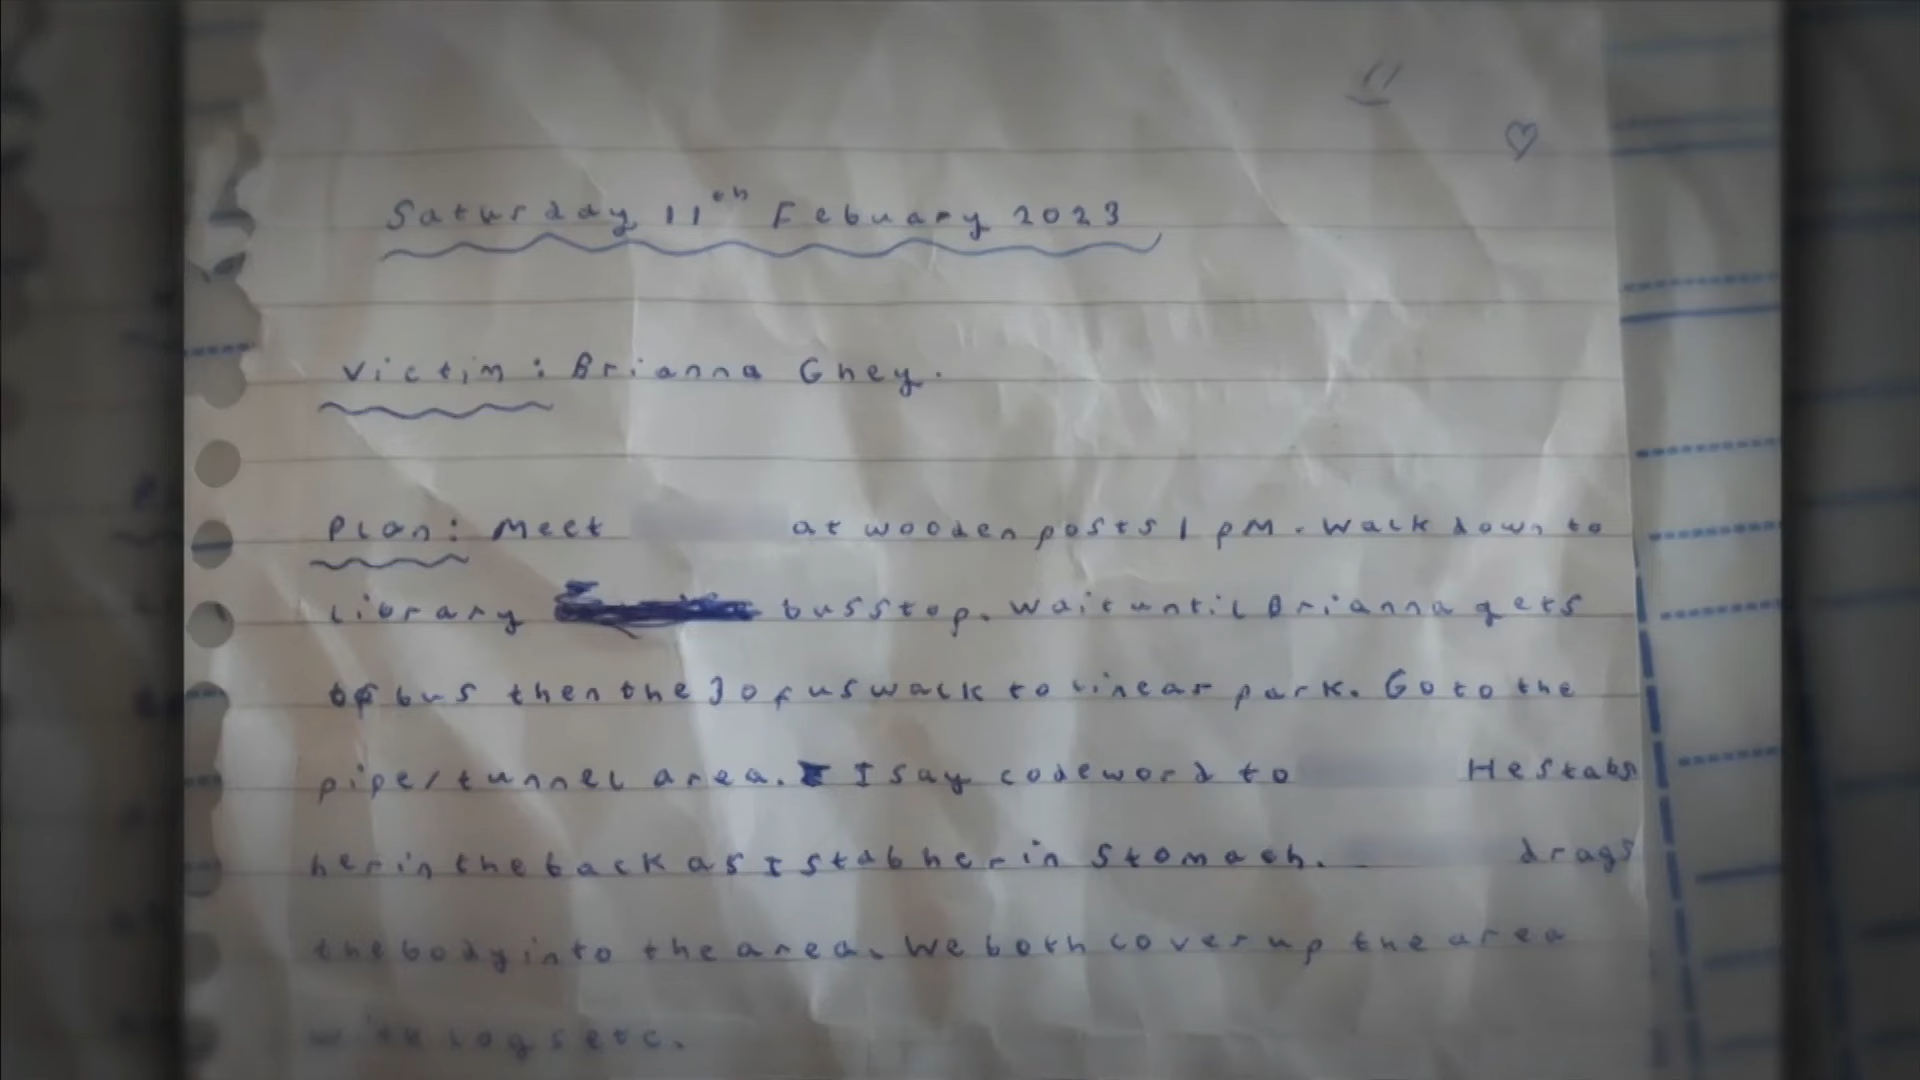 Saturday 11th Febuary 2023
Victim: Brianna Ghey.
Plan: Meet at wooden posts 1 pM. Walk down to
library bus stop. Wait until Brianna gets
of bus then the 3 of us walk to linear park. Go to the
pipe/tunnel area. I say codeword to He stabs
her in the back as I stab her in stomach. drags
the body into the area. We both cover up the area
with logs etc.